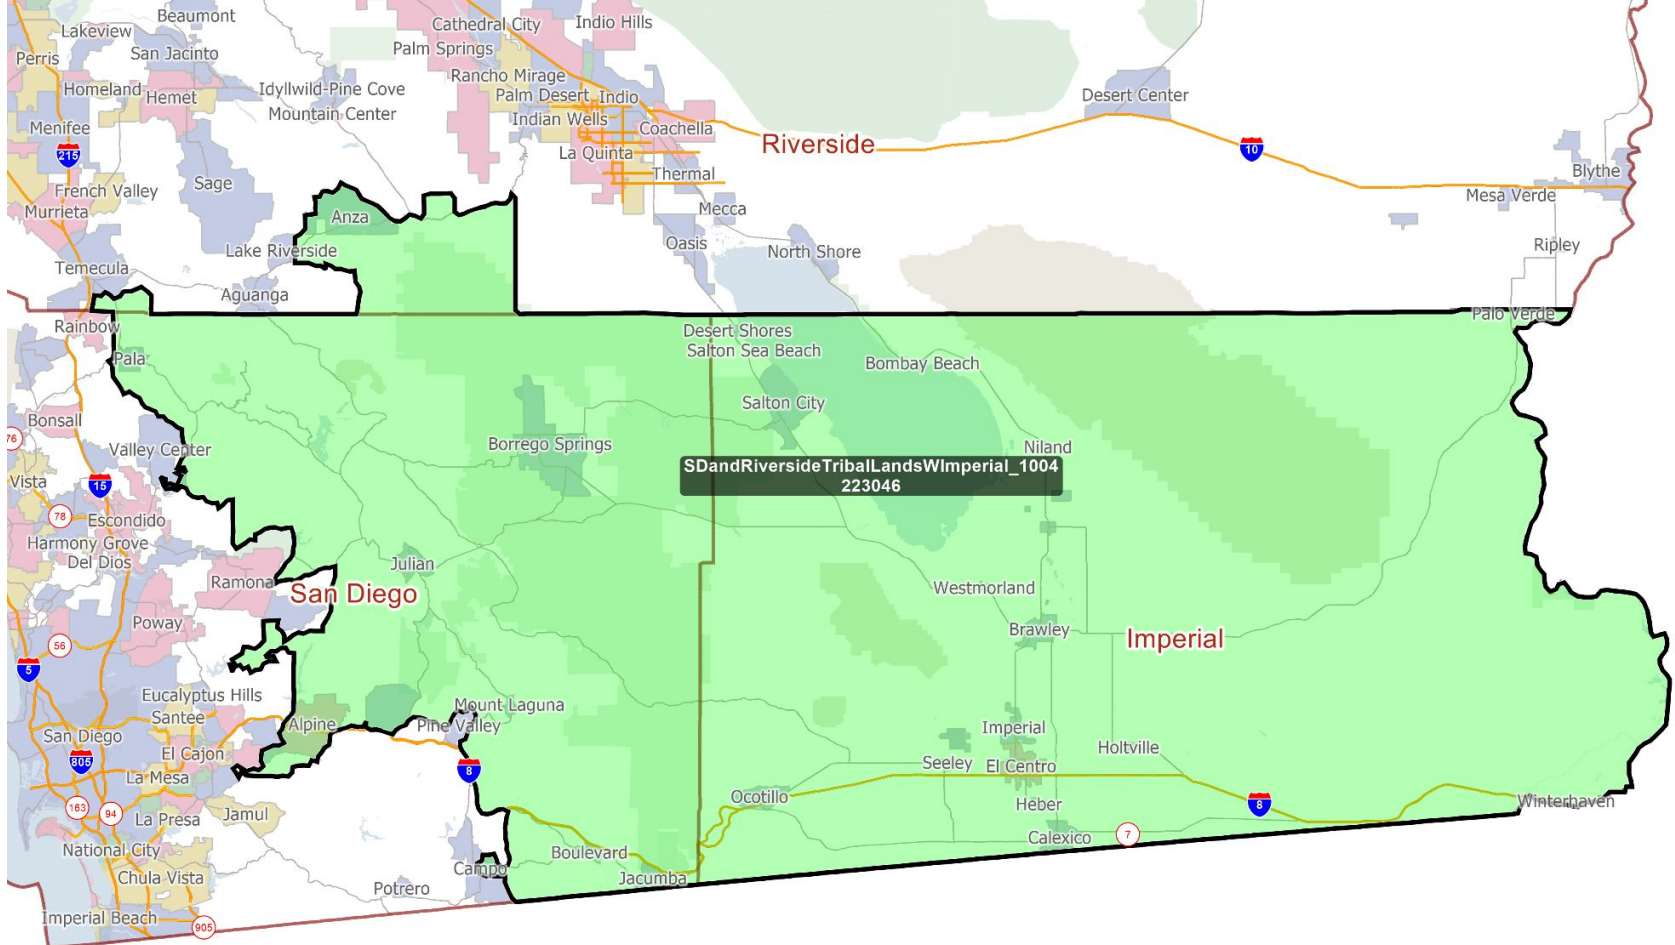 Beaumont
Cathedral City
Indio Hills
Lakeview
Palm Springs
San Jacinto
Perris
Rancho Mirage
Homeland
Hemet
Idyllwild-Pine Cove
Palm Desert
Indio
Desert Center
Mountain Center
Indian Wells
Menifee
Coachella
Riverside
10
215
La Quinta
Blythe
Thermal
Sage
French Valley
Mesa Verde
Murrieta
Anza
Mecca
Lake Riverside
Oasis
North Shore
Ripley
Temecula
Aguanga
Palo Verde
Rainbow
Desert Shores
Pala
Salton Sea Beach
Bombay Beach
Salton City
Bonsall
76
Valley Center
Borrego Springs
Niland
SDandRiversideTribalLandsWImperial_1004
223046
Vista
15
78
Escondido
Harmony Grove
Del Dios
Julian
Ramona
San Diego
Westmorland
Poway
Brawley
Imperial
56
5
Eucalyptus Hills
Mount Laguna
Santee
Alpine
Pine Valley
Imperial
San Diego
El Cajon
Holtville
805
La Mesa
8
Seeley
El Centro
Ocotillo
Heber
8
Winterhaven
163
94
La Presa
Jamul
Calexico
7
National City
Boulevard
Chula Vista
Campo
Jacumba
Potrero
Imperial Beach
905